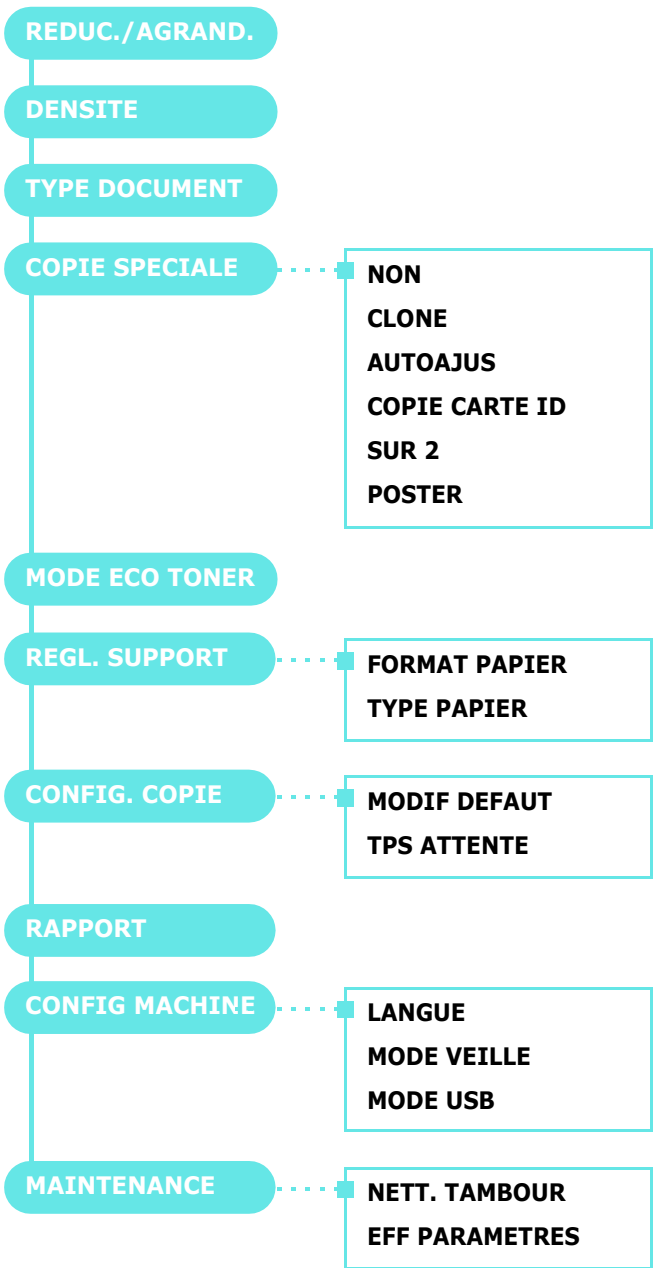 REDUC./AGRAND.
DENSITE
TYPE DOCUMENT
COPIE SPECIALE
NON
CLONE
AUTOAJUS
COPIE CARTE ID
SUR 2
POSTER
MODE ECO TONER
REGL. SUPPORT
FORMAT PAPIER
TYPE PAPIER
CONFIG. COPIE
MODIF DEFAUT
TPS ATTENTE
RAPPORT
CONFIG MACHINE
LANGUE
MODE VEILLE
MODE USB
MAINTENANCE
NETT. TAMBOUR
EFF PARAMETRES